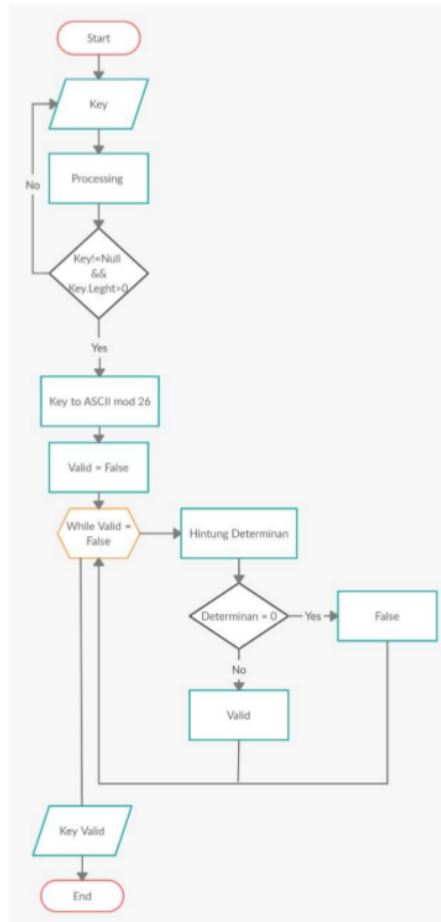 Start
Key
Processing
No
Key!=Null
&&
Key.Leght>0
Yes
Key to ASCII mod 26
Valid = False
While Valid =
False
Hintung Determinan
Determinan = 0
Yes
False
No
Valid
Key Valid
End